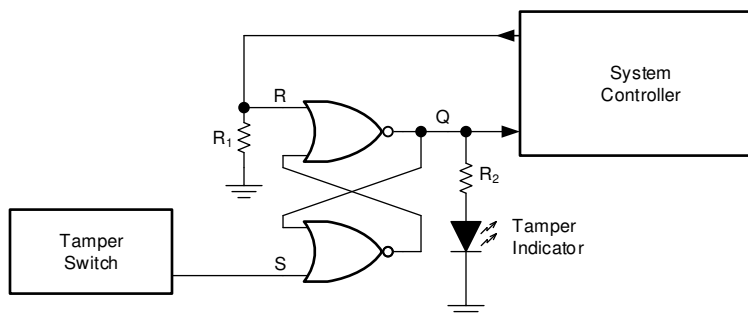 System
Controller
R
Q
R1
R2
Tamper
Switch
S
Tamper
Indicator